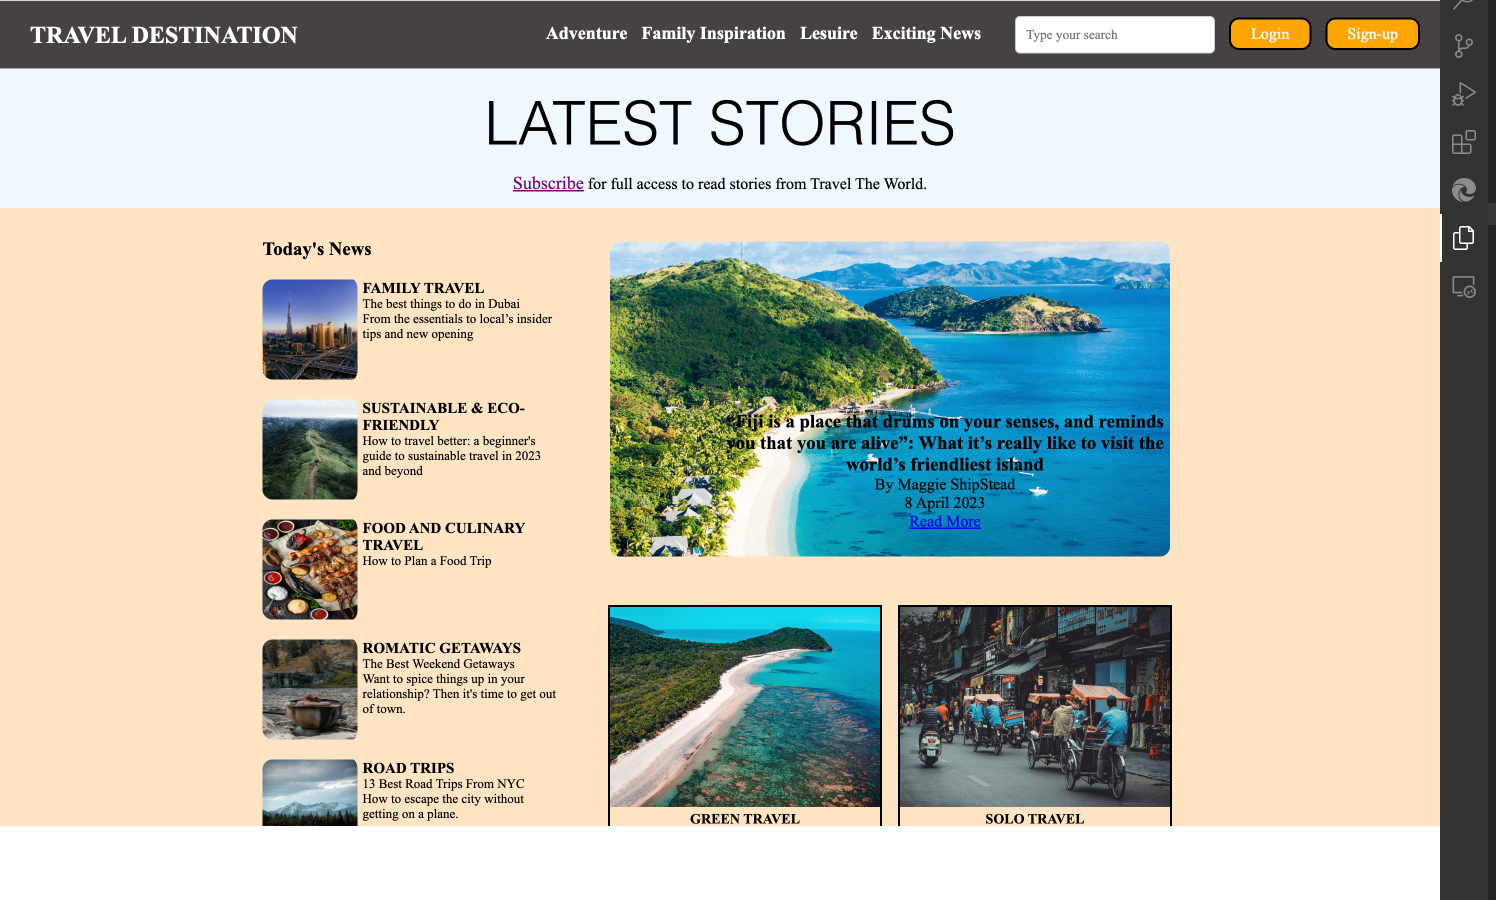 TRAVEL DESTINATION
Adventure Family Inspiration Lesuire Exciting News
Type your search
Login
Sign-up
LATEST STORIES
Subscribe for full access to read stories from Travel The World.
Today's News
FAMILY TRAVEL
The best things to do in Dubai
From the essentials to local’s insider
tips and new opening
SUSTAINABLE & ECO-
FRIENDLY
How to travel better: a beginner's
guide to sustainable travel in 2023
and beyond
FOOD AND CULINARY
TRAVEL
How to Plan a Food Trip
ROMATIC GETAWAYS
The Best Weekend Getaways
Want to spice things up in your
relationship? Then it's time to get out
of town.
ROAD TRIPS
13 Best Road Trips From NYC
How to escape the city without
getting on a plane.
“Fiji is a place that drums on your senses, and reminds
you that you are alive”: What it’s really like to visit the
world’s friendliest island
By Maggie ShipStead
8 April 2023
Read More
GREEN TRAVEL
SOLO TRAVEL